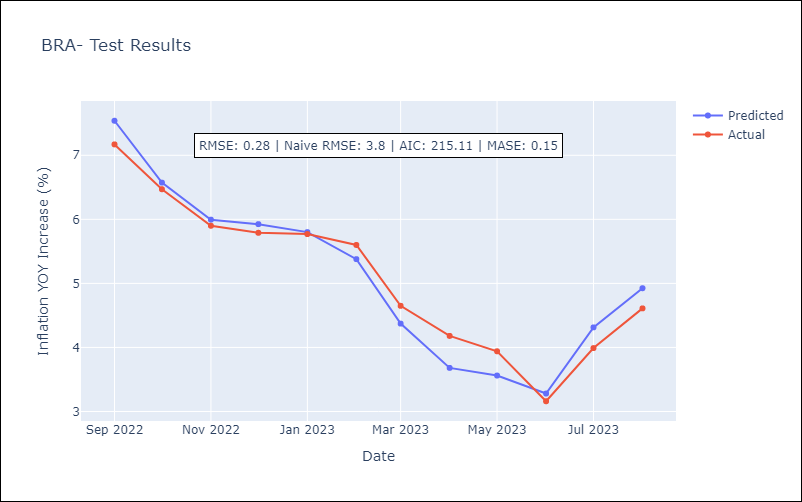 BRA- Test Results
Predicted
Actual
RMSE: 0.28 | Naive RMSE: 3.8 | AIC: 215.11 | MASE: 0.15
Inflation YOY Increase (%)
7
6
5
4
3
Sep 2022 Nov 2022 Jan 2023 Mar 2023 May 2023 Jul 2023
Date